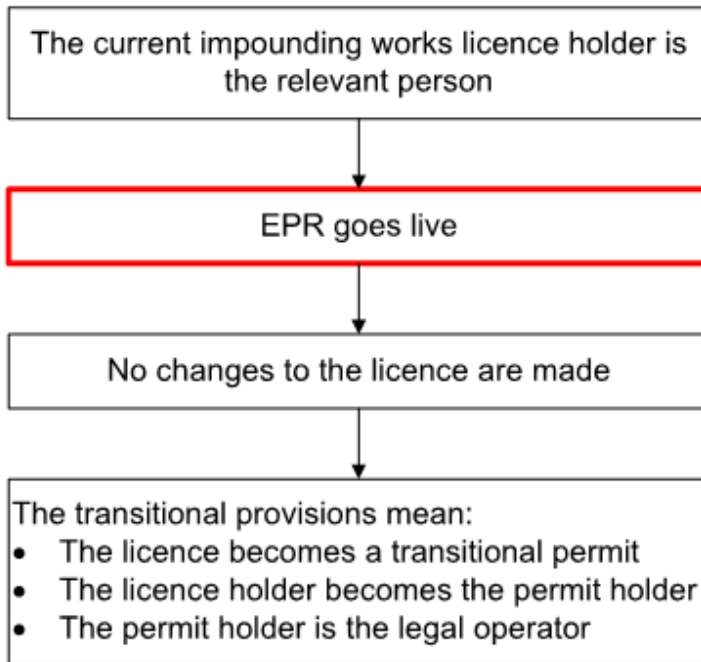 The current impounding works licence holder is
the relevant person
EPR goes live
No changes to the licence are made
The transitional provisions mean:
• The licence becomes a transitional permit
• The licence holder becomes the permit holder
• The permit holder is the legal operator